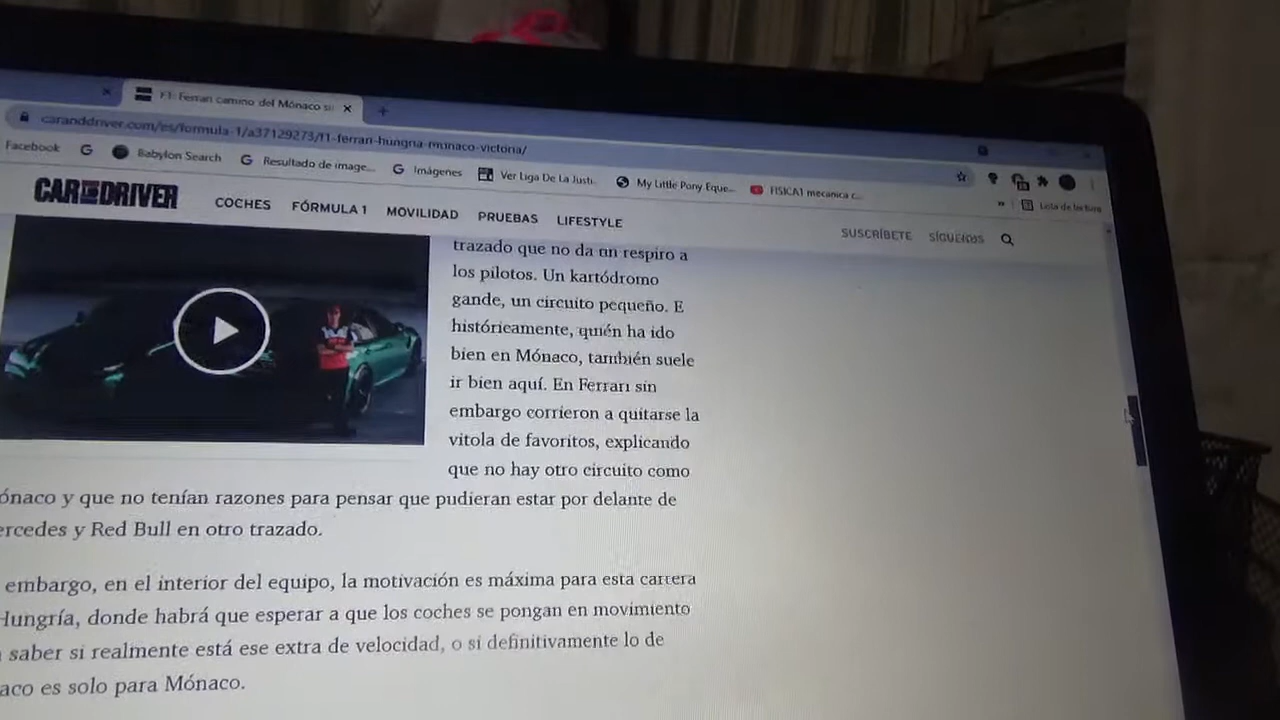 F1: Ferrari camino del Mónaco si
caranddriver.com/es/formula-1/a37129273/f1-ferrari-hungria-monaco-victoria/
Facebook
Babylon Search
Resultado de image...
Imágenes
Ver Liga De La Justi...
My Little Pony Eque...
FISICA1 mecanica c...
Lista de lectura
CAR AND DRIVER
COCHES
FÓRMULA 1
MOVILIDAD
PRUEBAS
LIFESTYLE
SUSCRÍBETE
SÍGUENOS
trazado que no da un respiro a
los pilotos. Un kartódromo
gande, un circuito pequeño. E
históricamente, quién ha ido
bien en Mónaco, también suele
ir bien aquí. En Ferrari sin
embargo corrieron a quitarse la
vitola de favoritos, explicando
que no hay otro circuito como
ónaco y que no tenían razones para pensar que pudieran estar por delante de
ercedes y Red Bull en otro trazado.
embargo, en el interior del equipo, la motivación es máxima para esta carrera
Hungría, donde habrá que esperar a que los coches se pongan en movimiento
saber si realmente está ese extra de velocidad, o si definitivamente lo de
aco es solo para Mónaco.